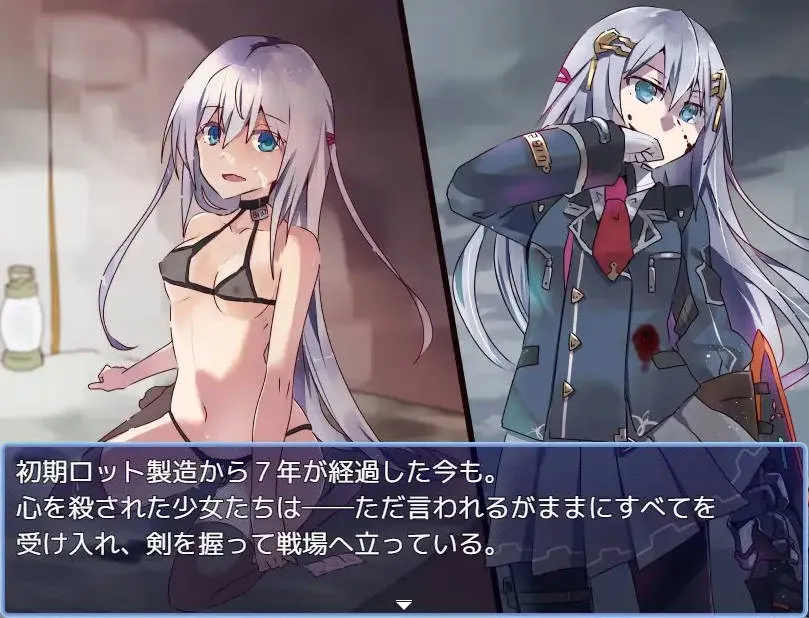 初期ロット製造から７年が経過した今も。
心を殺された少女たちは――ただ言われるがままにすべてを
受け入れ、剣を握って戦場へ立っている。